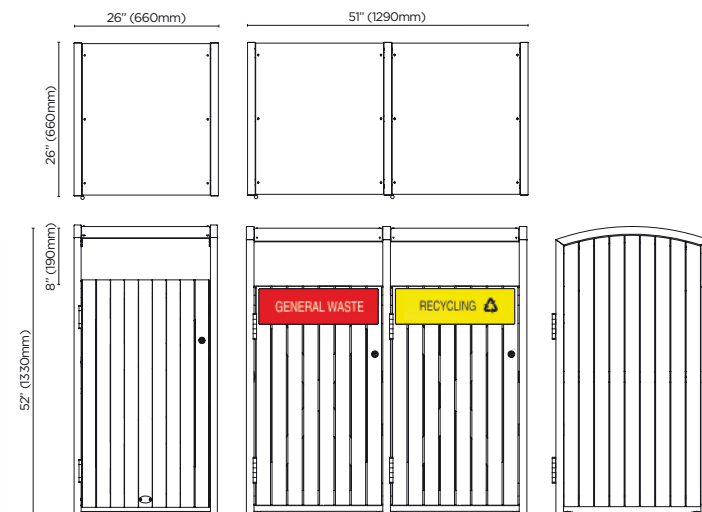 26" (660mm)
51" (1290mm)
26" (660mm)
8" (190mm)
52" (1330mm)
GENERAL WASTE
RECYCLING